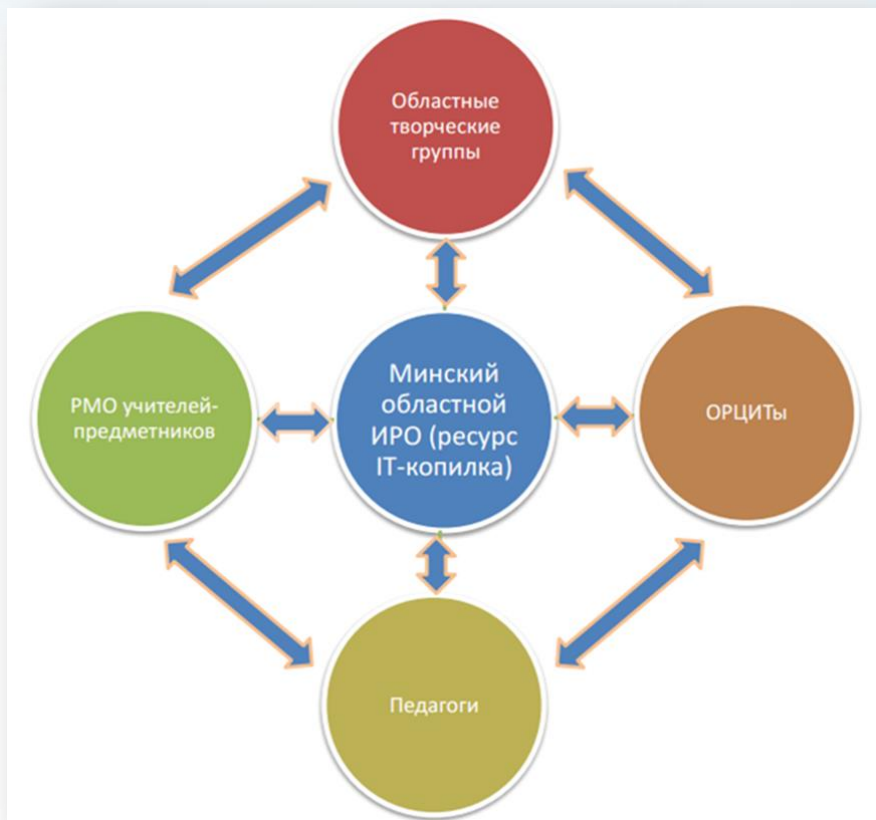 Областные
творческие
группы
РМО учителей-
предметников
Минский
областной
ИРО (ресурс
IT-копилка)
ОРЦИТы
Педагоги